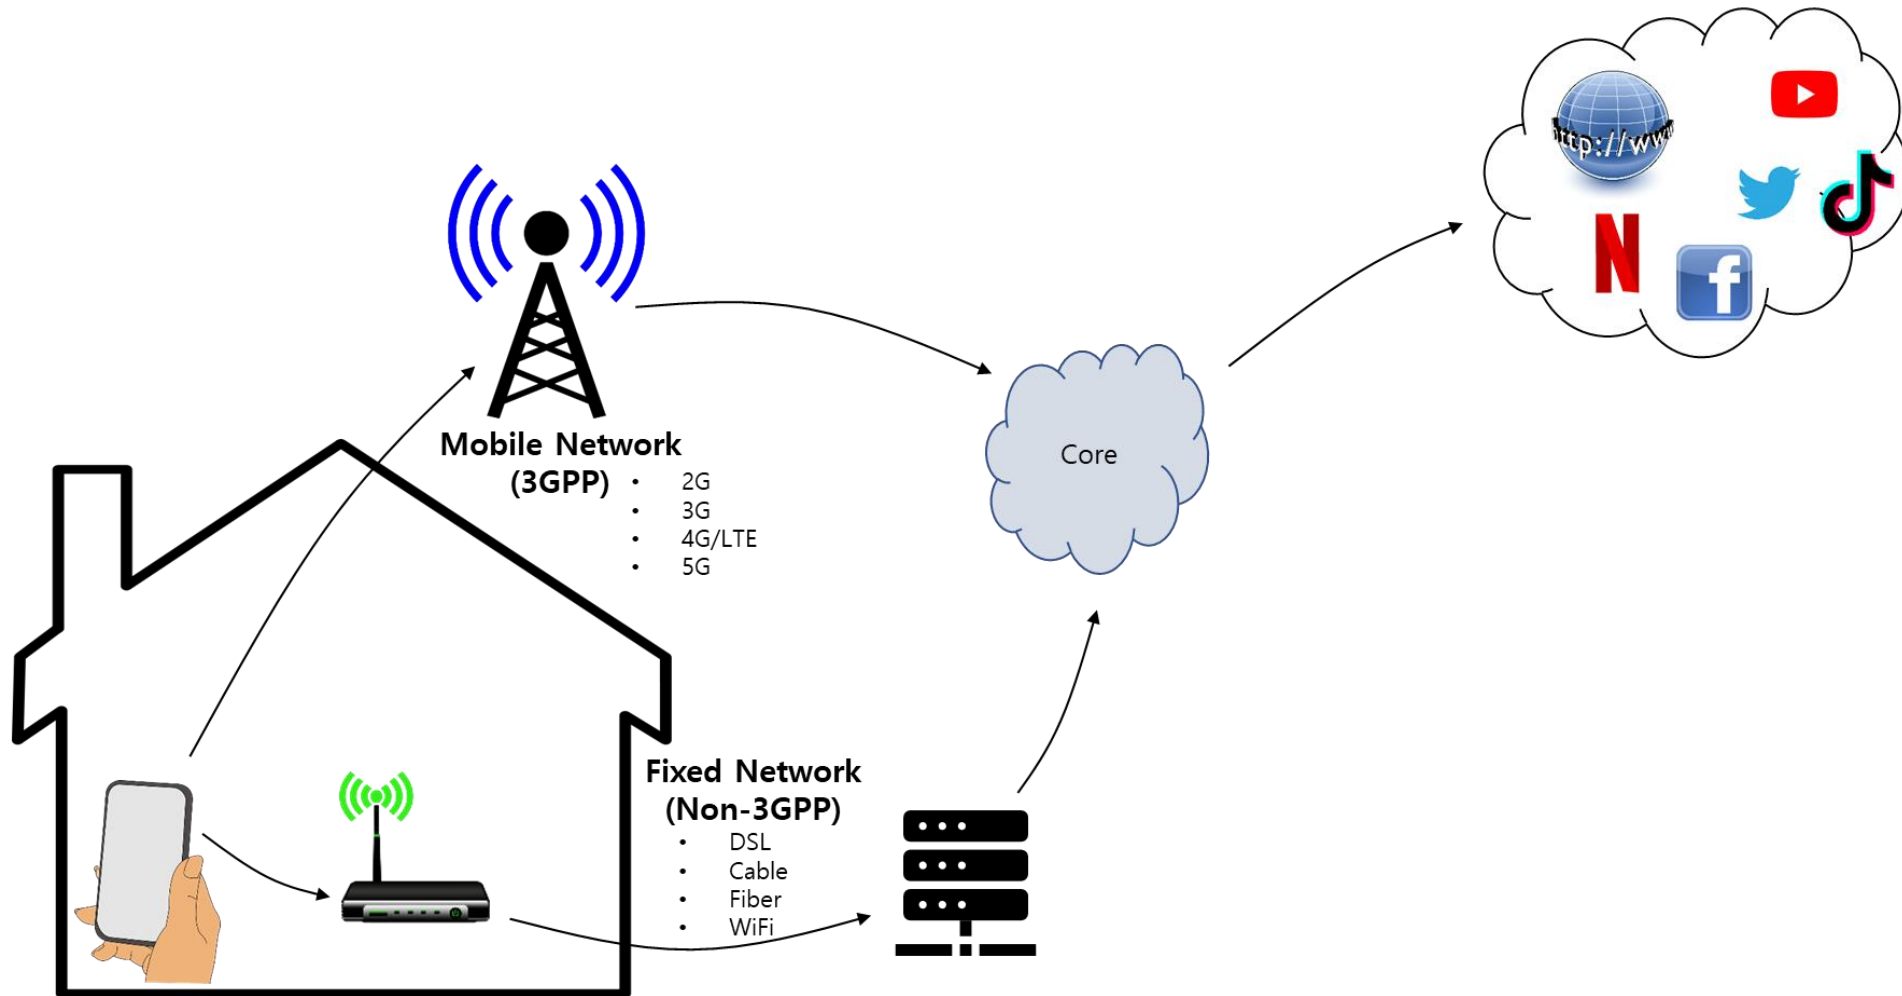 http://www
Mobile Network
(3GPP)
• 2G
• 3G
• 4G/LTE
• 5G
Core
Fixed Network
(Non-3GPP)
• DSL
• Cable
• Fiber
• WiFi
N
f